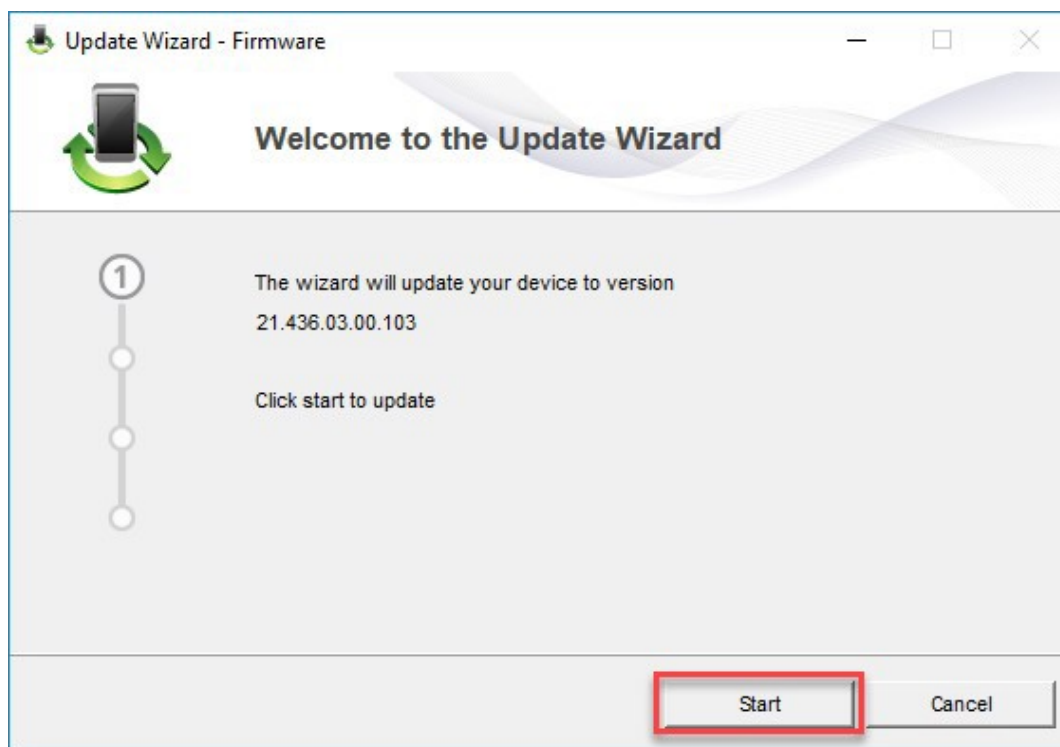 Update Wizard - Firmware
Welcome to the Update Wizard
1
The wizard will update your device to version
21.436.03.00.103
Click start to update
Start
Cancel